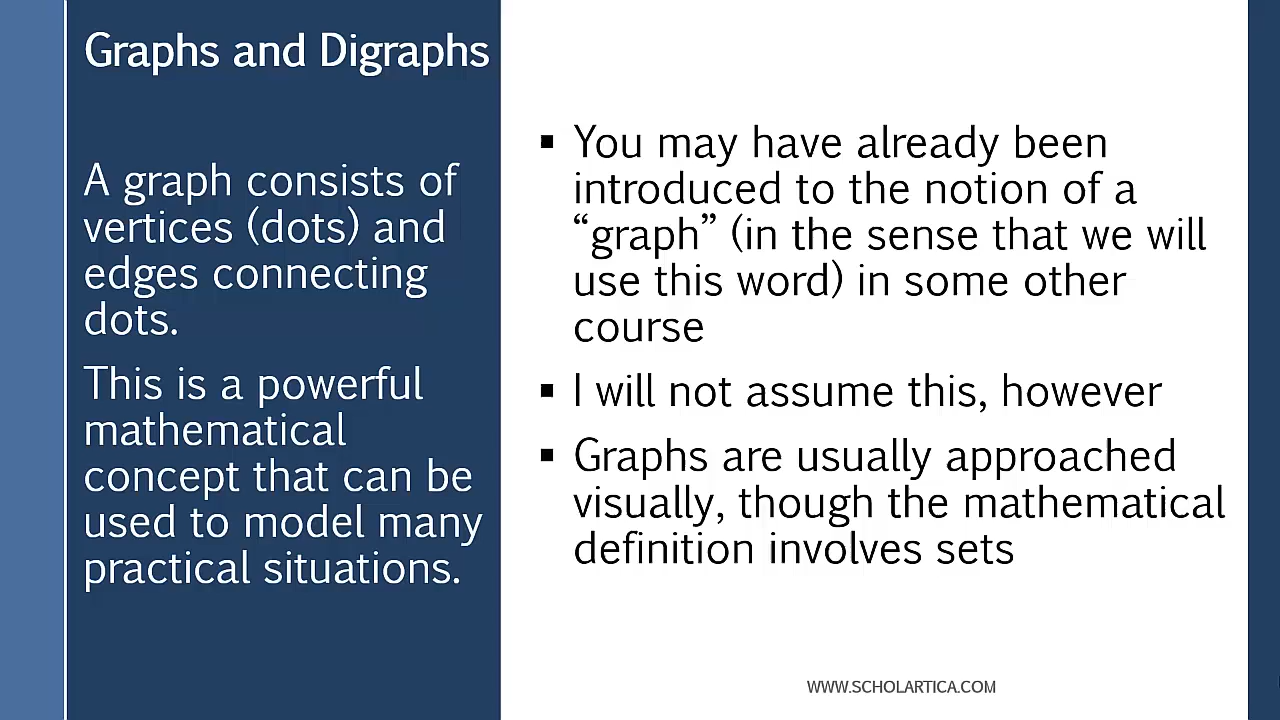 Graphs and Digraphs
A graph consists of
vertices (dots) and
edges connecting
dots.
This is a powerful
mathematical
concept that can be
used to model many
practical situations.
▪ You may have already been
introduced to the notion of a
“graph” (in the sense that we will
use this word) in some other
course
▪ I will not assume this, however
▪ Graphs are usually approached
visually, though the mathematical
definition involves sets
WWW.SCHOLARTICA.COM